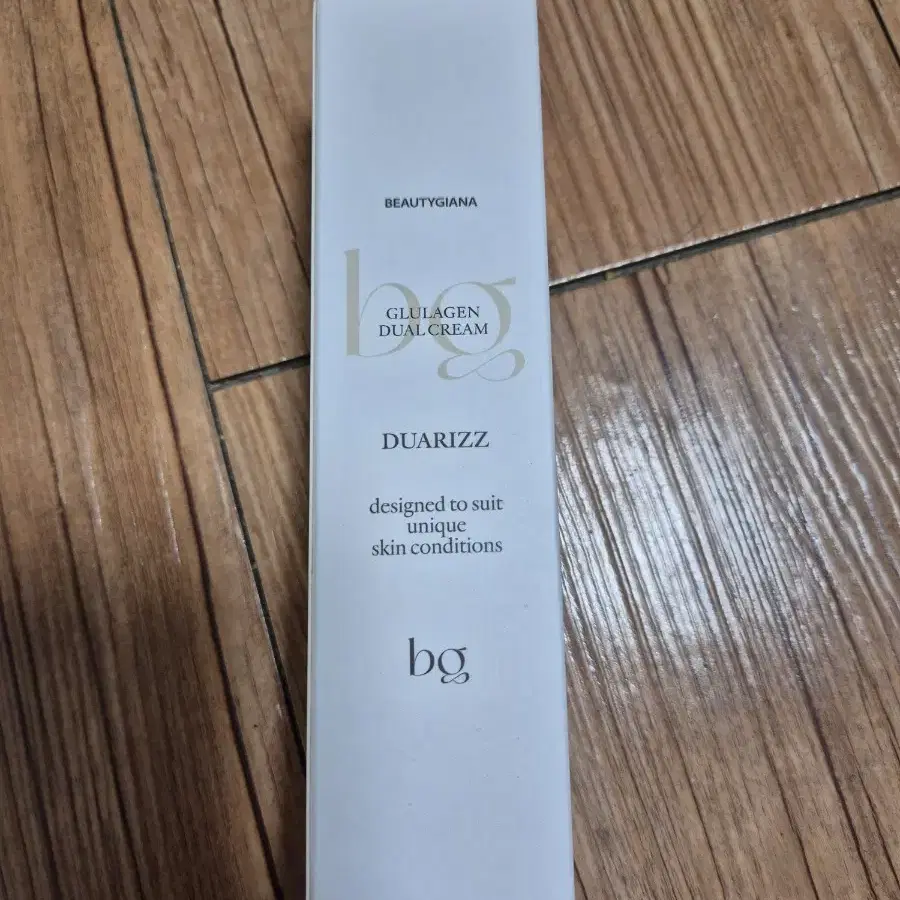 BEAUTYGIANA
bg
GLULAGEN
DUAL CREAM
DUARIZZ
designed to suit
unique
skin conditions
bg